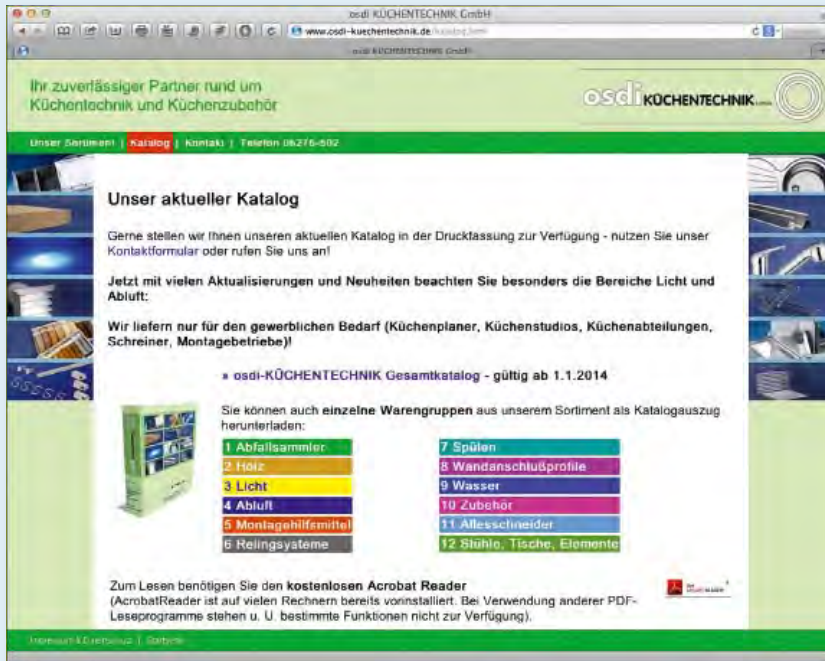 osdi KÜCHENTECHNIK GmbH
www.osdi-kuechentechnik.de
osdi KÜCHENTECHNIK GmbH
Ihr zuverlässiger Partner rund um
Küchentechnik und Küchenzubehör
osdi KÜCHENTECHNIK
Unser Sortiment | Katalog | Kontakt | Telefon 06276-502
Unser aktueller Katalog
Gerne stellen wir Ihnen unseren aktuellen Katalog in der Druckfassung zur Verfügung - nutzen Sie unser
Kontaktformular oder rufen Sie uns an!
Jetzt mit vielen Aktualisierungen und Neuheiten beachten Sie besonders die Bereiche Licht und
Abluft:
Wir liefern nur für den gewerblichen Bedarf (Küchenplaner, Küchenstudios, Küchenabteilungen,
Schreiner, Montagebetriebe)!
» osdi-KÜCHENTECHNIK Gesamtkatalog - gültig ab 1.1.2014
Sie können auch einzelne Warengruppen aus unserem Sortiment als Katalogauszug
herunterladen:
1 Abfallsammler
2 Holz
3 Licht
4 Abluft
5 Montagehilfsmittel
6 Relingsysteme
7 Spülen
8 Wandanschlußprofile
9 Wasser
10 Zubehör
11 Allesschneider
12 Stühle, Tische, Elemente
Zum Lesen benötigen Sie den kostenlosen Acrobat Reader
(AcrobatReader ist auf vielen Rechnern bereits vorinstalliert. Bei Verwendung anderer PDF-
Leseprogramme stehen u. U. bestimmte Funktionen nicht zur Verfügung).
Impressum & Datenschutz | Startseite